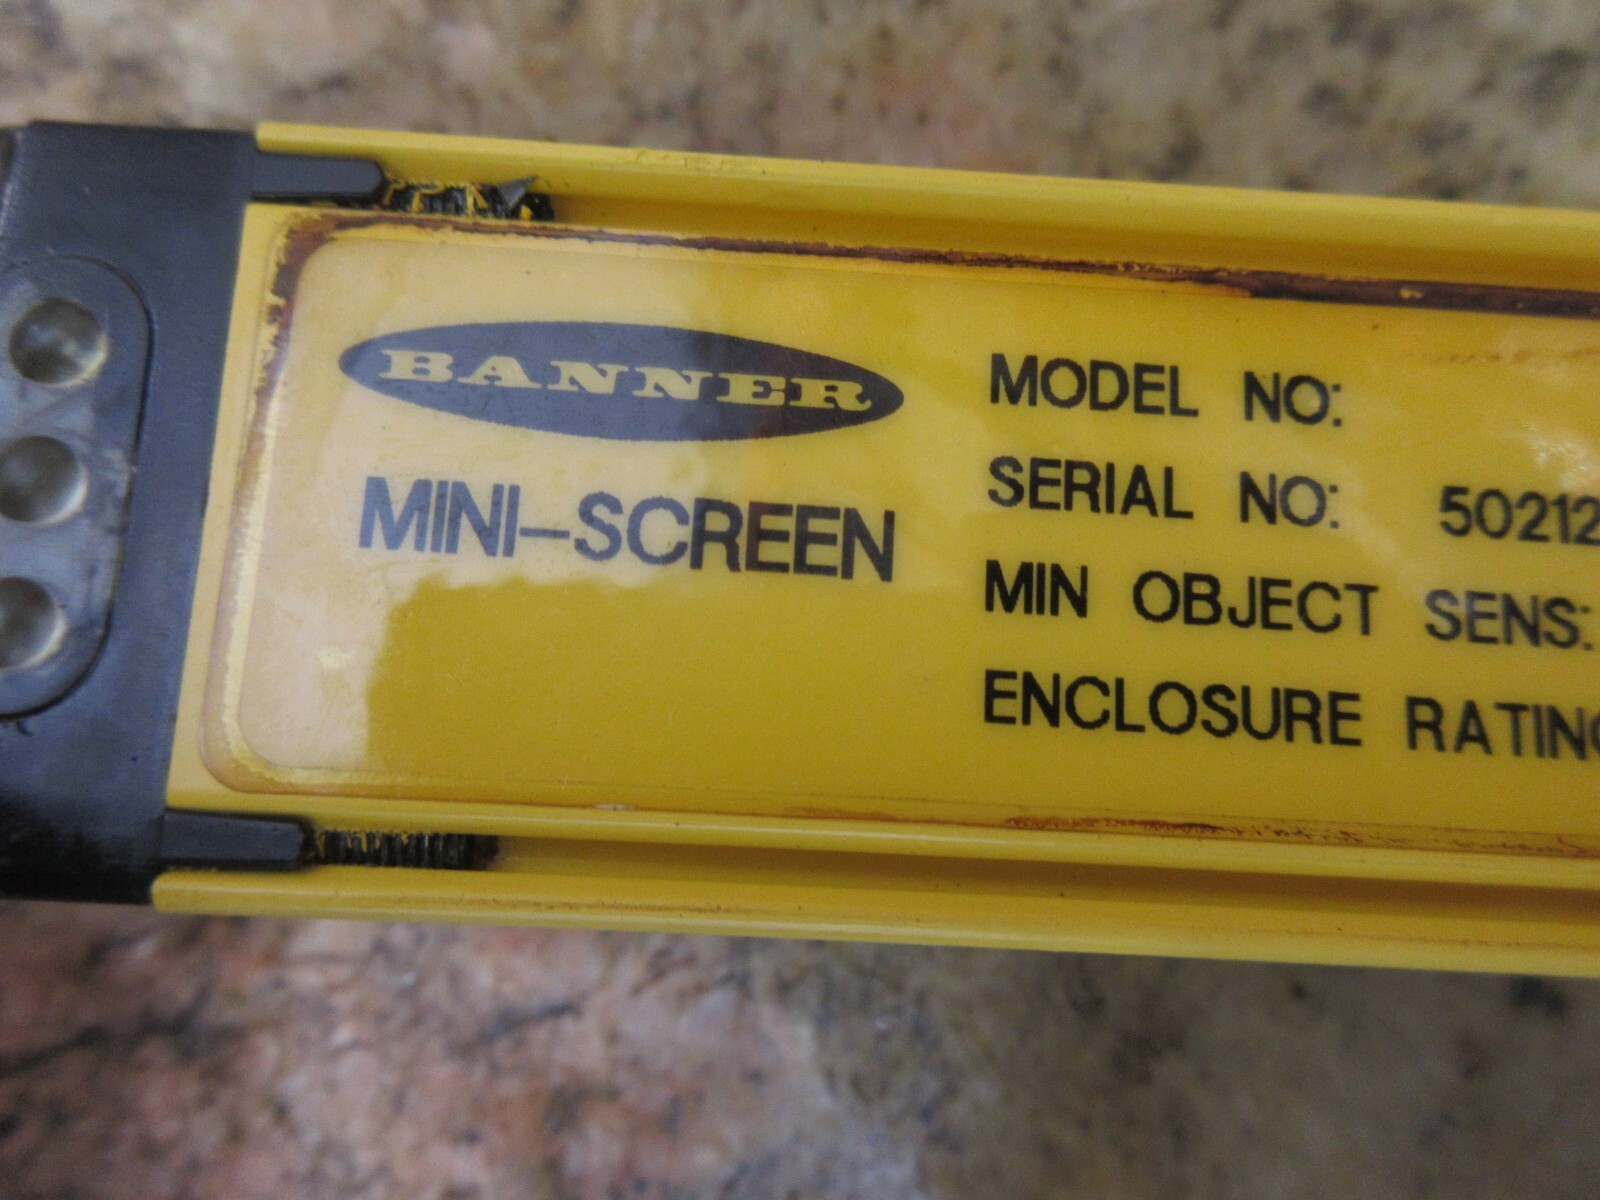 BANNER
MINI-SCREEN
MODEL NO:
SERIAL NO: 50212
MIN OBJECT SENS:
ENCLOSURE RATING